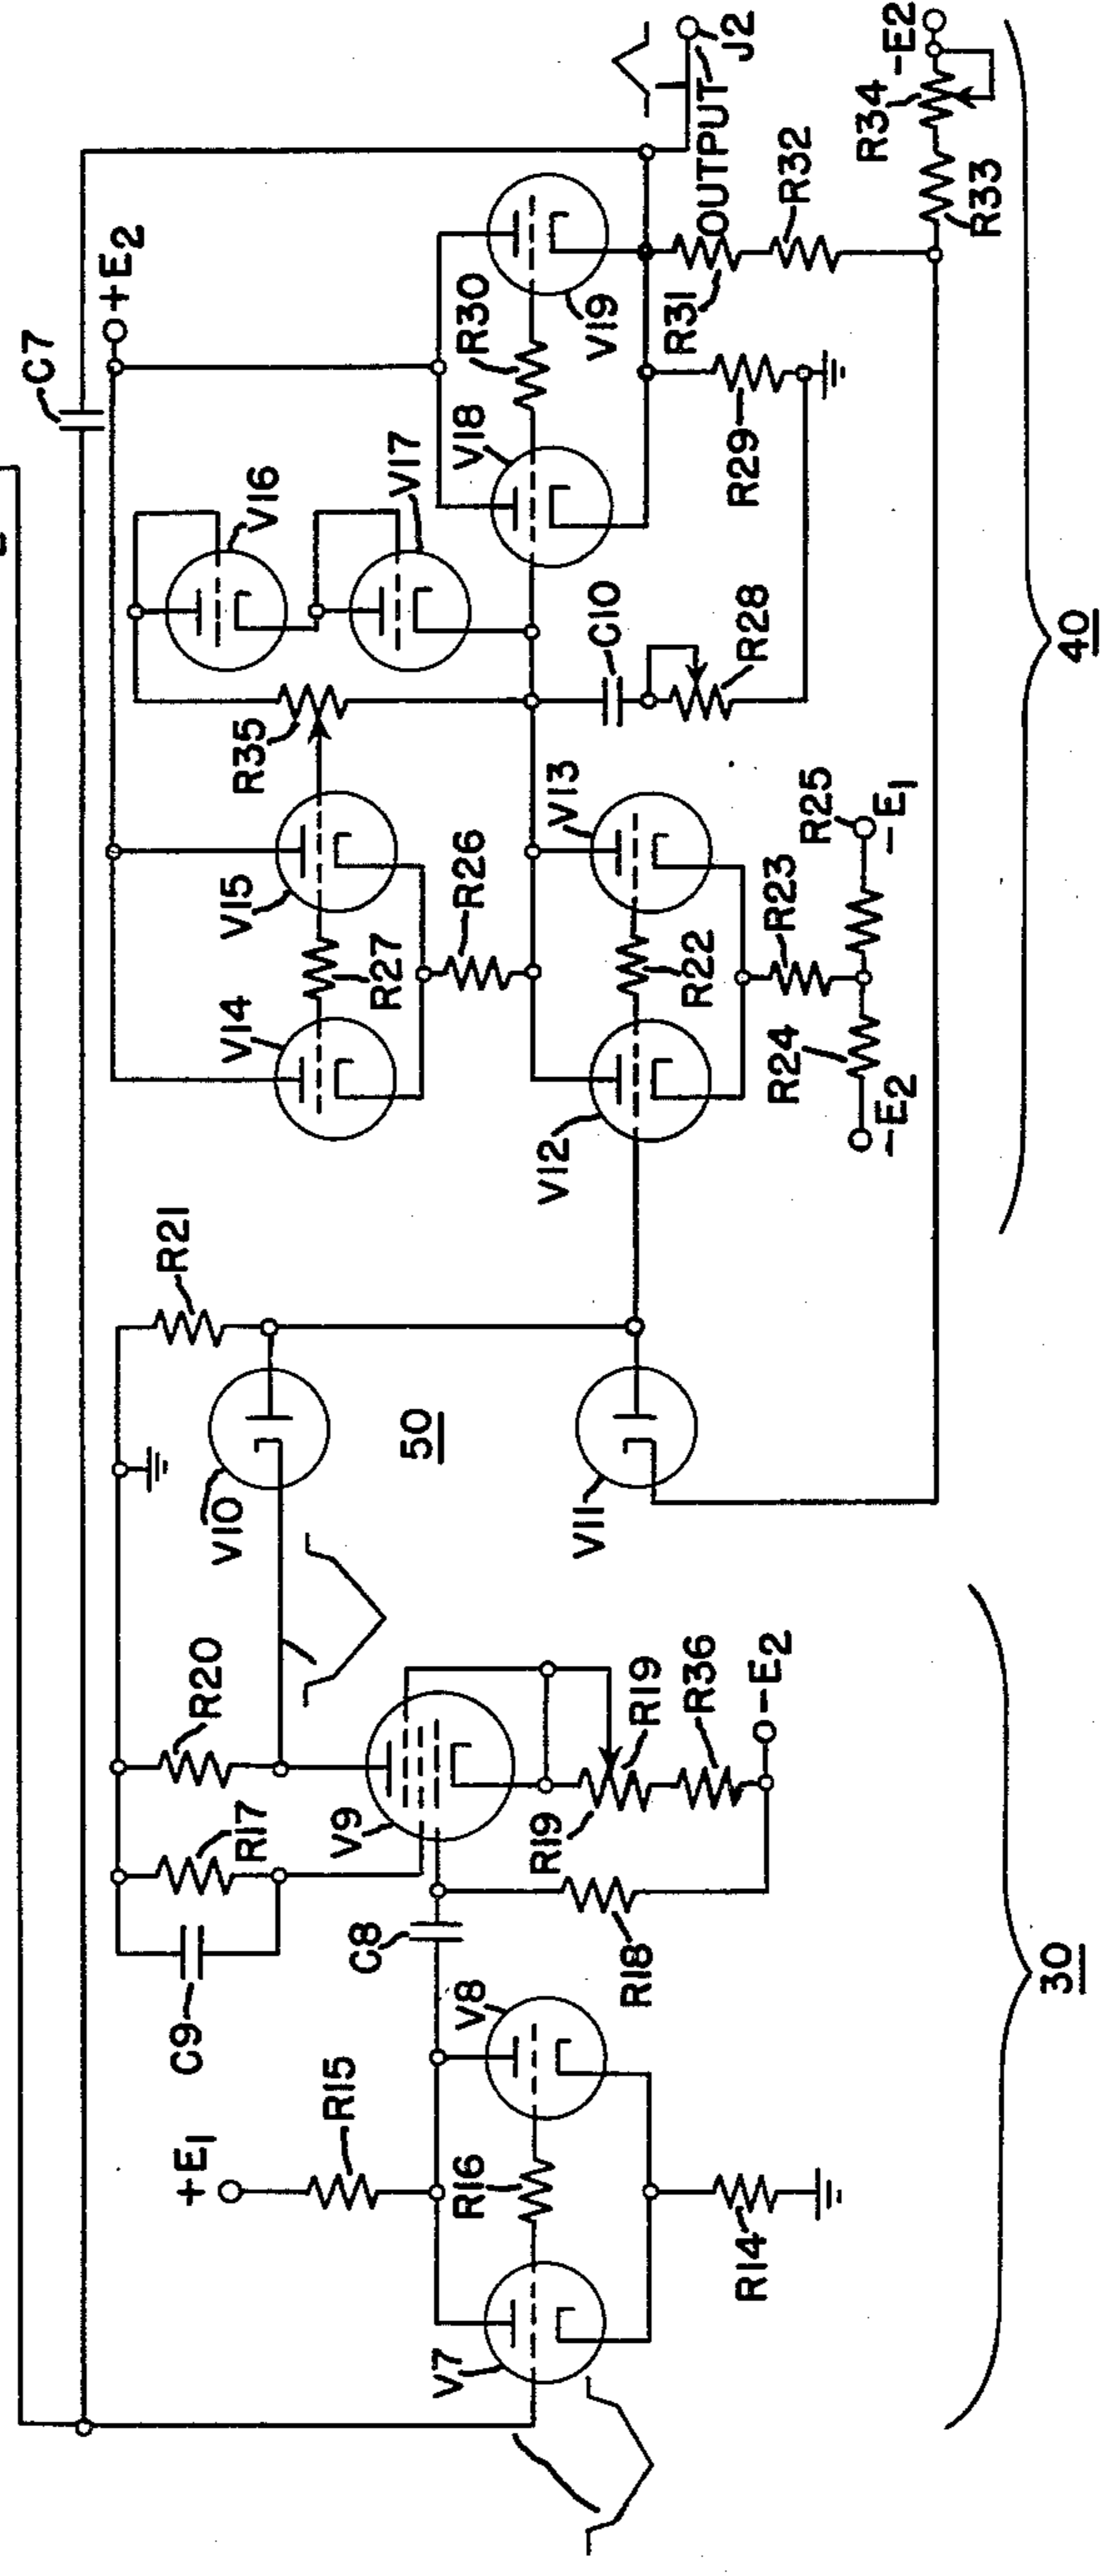 C7
+E2
R21
R20
R17
C9
+E1
R15
V16
V17
R35
V15
V14
R27
R26
V18
R30
V19
OUTPUT
J2
V10
50
V9
C8
V8
R16
V7
R14
R18
R19
R19
R36
-E2
V11
V12
V13
R22
R23
R24
-E2
R25
-E1
C10
R28
R29
R31
R32
R34
-E2
R33
30
40